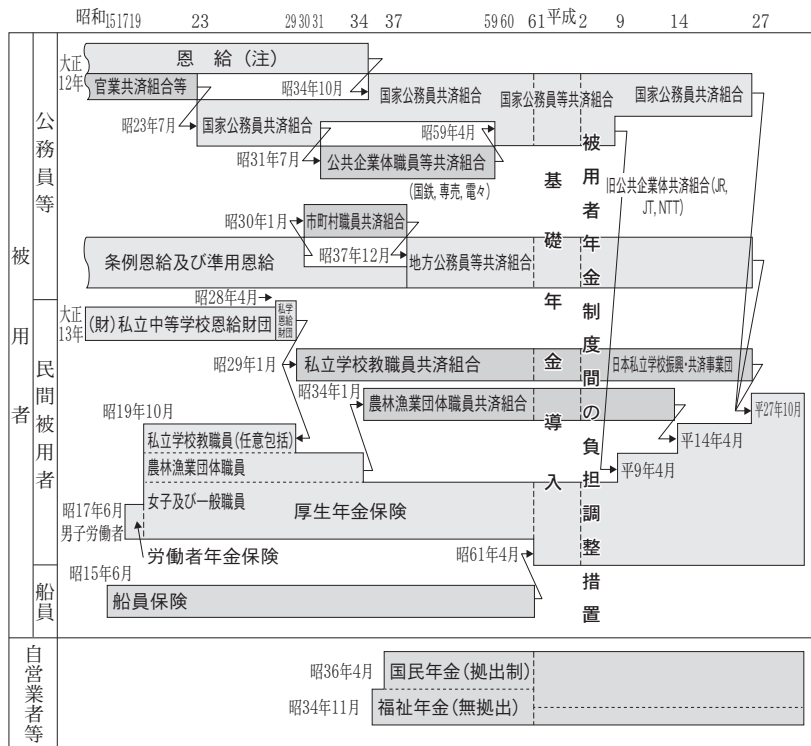 昭和 15 17 19 23 29 30 31 34 37 59 60 61 平成 2 9 14 27
被用者
公務員等
大正12年
恩 給(注)
官業共済組合等
昭34年10月
国家公務員共済組合
国家公務員等共済組合
国家公務員共済組合
昭23年7月
国家公務員共済組合
昭59年4月
昭31年7月
公共企業体職員等共済組合
(国鉄, 専売, 電々)
旧公共企業体共済組合(JR,
JT, NTT)
昭30年1月
市町村職員共済組合
昭37年12月
条例恩給及び準用恩給
地方公務員等共済組合
基礎年金導入
被用者年金制度間の負担調整措置
民間被用者
昭28年4月
大正13年
(財)私立中等学校恩給財団
私学恩給財団
昭29年1月
私立学校教職員共済組合
日本私立学校振興・共済事業団
昭34年1月
農林漁業団体職員共済組合
平27年10月
昭19年10月
私立学校教職員(任意包括)
平14年4月
農林漁業団体職員
平9年4月
女子及び一般職員
昭17年6月
男子労働者
厚生年金保険
労働者年金保険
昭61年4月
船員
昭15年6月
船員保険
自営業者等
昭36年4月
国民年金(拠出制)
昭34年11月
福祉年金(無拠出)